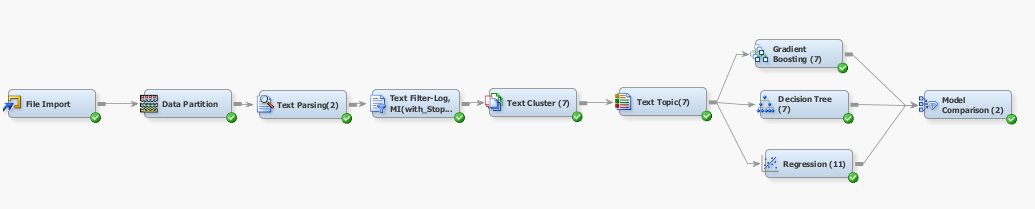 File Import
Data Partition
Text Parsing(2)
Text Filter-Log,
MI(with_Stop...
Text Cluster (7)
Text Topic(7)
Gradient
Boosting (7)
Decision Tree
(7)
Regression (11)
Model
Comparison (2)